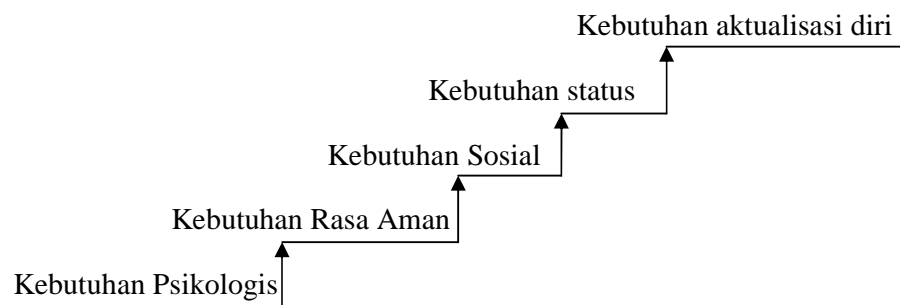 Kebutuhan aktualisasi diri
Kebutuhan status
Kebutuhan Sosial
Kebutuhan Rasa Aman
Kebutuhan Psikologis